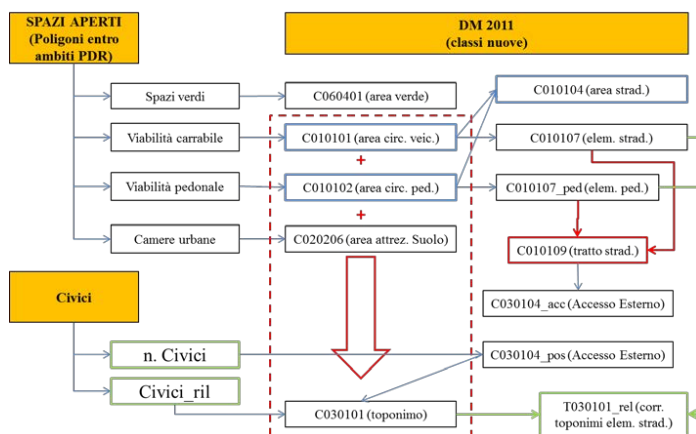 SPAZI APERTI
(Poligoni entro
ambiti PDR)
DM 2011
(classi nuove)
Spazi verdi
C060401 (area verde)
C010104 (area strad.)
Viabilità carrabile
C010101 (area circ. veic.)
C010107 (elem. strad.)
+
Viabilità pedonale
C010102 (area circ. ped.)
C010107_ped (elem. ped.)
+
Camere urbane
C020206 (area attrez. Suolo)
C010109 (tratto strad.)
Civici
C030104_acc (Accesso Esterno)
n. Civici
C030104_pos (Accesso Esterno)
Civici_ril
C030101 (toponimo)
T030101_rel (corr.
toponimi elem. strad.)